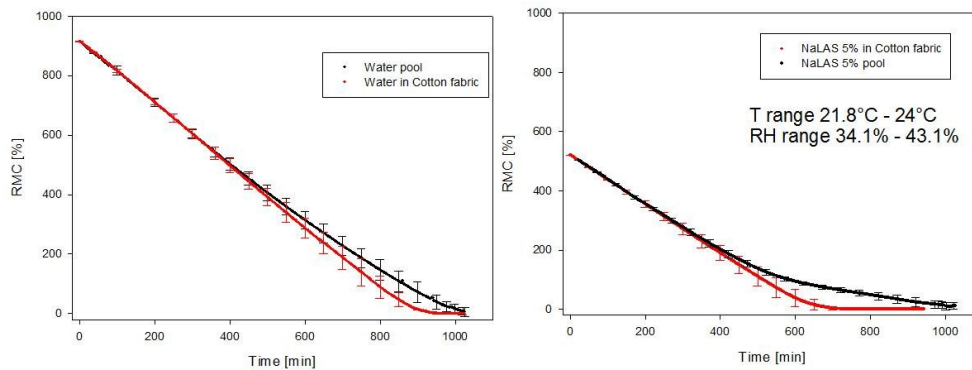 1000
800
600
400
200
0
RMC [%]
Water pool
Water in Cotton fabric
0 200 400 600 800 1000
Time [min]
1000
800
600
400
200
0
RMC [%]
NaLAS 5% in Cotton fabric
NaLAS 5% pool
T range 21.8°C - 24°C
RH range 34.1% - 43.1%
0 200 400 600 800 1000
Time [min]